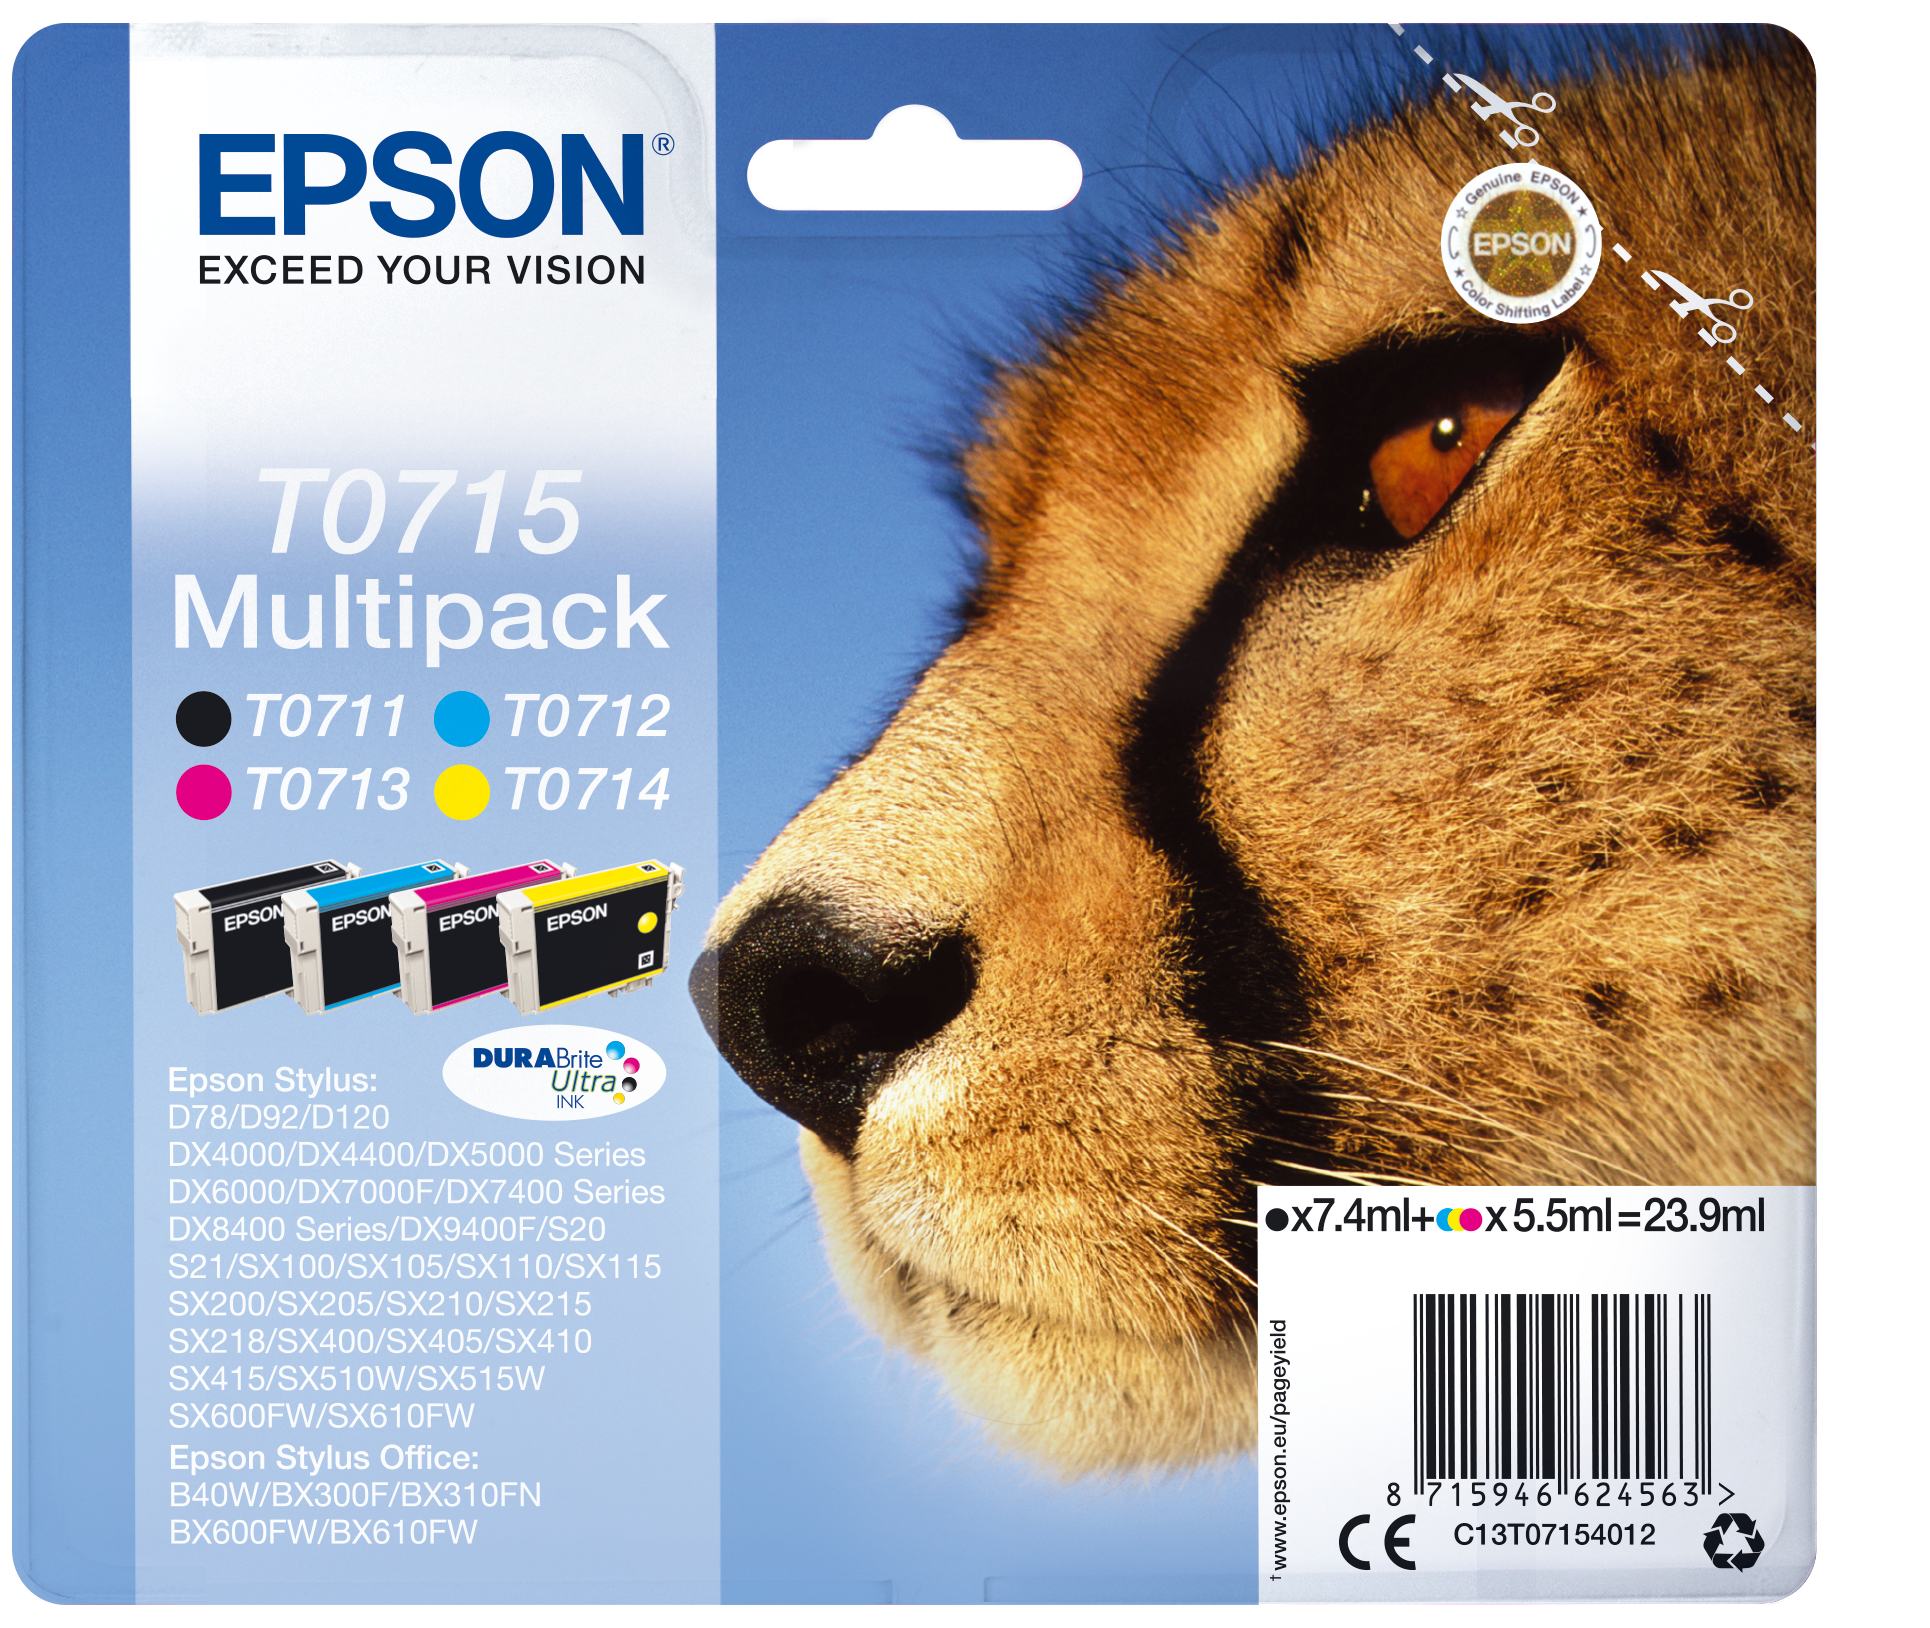 EPSON®
EXCEED YOUR VISION
T0715
Multipack
T0711 T0712
T0713 T0714
EPSON EPSON EPSON EPSON
DURABrite
Ultra
INK
Epson Stylus:
D78/D92/D120
DX4000/DX4400/DX5000 Series
DX6000/DX7000F/DX7400 Series
DX8400 Series/DX9400F/S20
S21/SX100/SX105/SX110/SX115
SX200/SX205/SX210/SX215
SX218/SX400/SX405/SX410
SX415/SX510W/SX515W
SX600FW/SX610FW
Epson Stylus Office:
B40W/BX300F/BX310FN
BX600FW/BX610FW
Genuine EPSON
EPSON
Color Shifting Label
x7.4ml+ x 5.5ml=23.9ml
† www.epson.eu/pageyield
8 715946 624563 >
CE C13T07154012